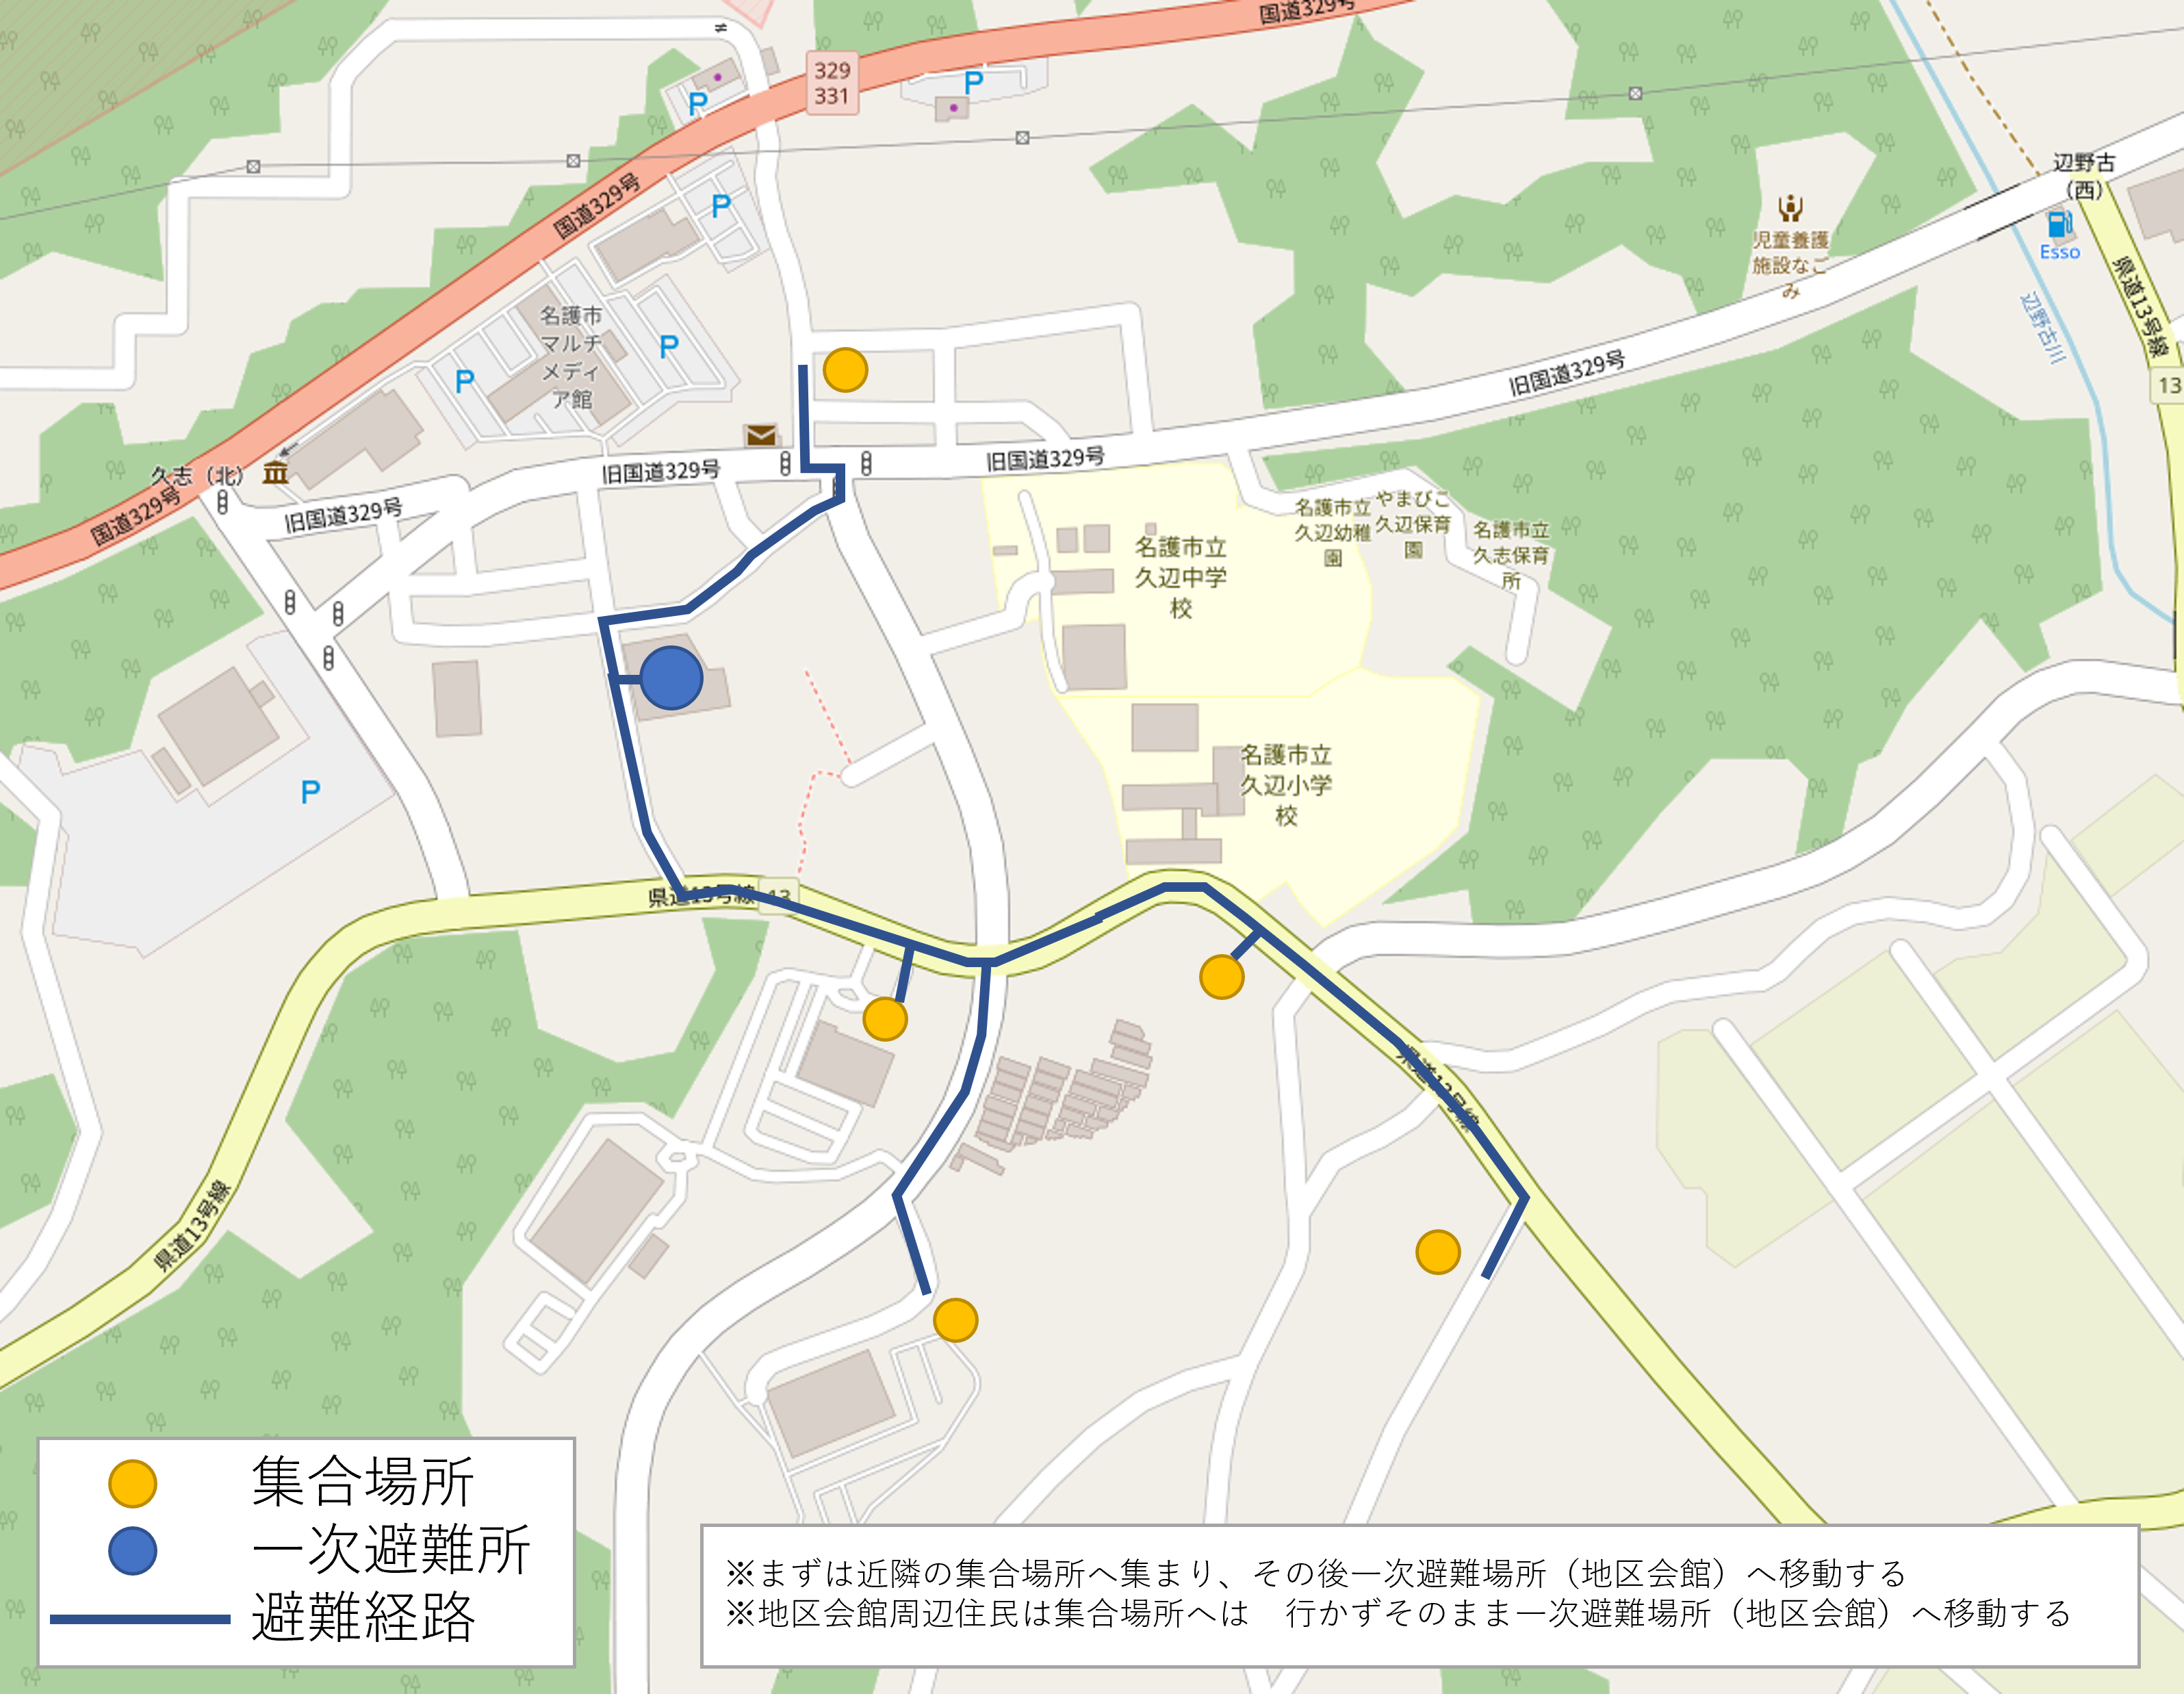 国道329号
329
331
P
P
辺野古
（西）
国道329号
P
児童養護
施設なご
み
Esso
県道13号線
辺野古川
名護市
マルチ
メディ
ア館
P
P
旧国道329号
13
久志（北）
旧国道329号
旧国道329号
国道329号
旧国道329号
名護市立
久辺幼稚
園
やまびこ
久辺保育
園
名護市立
久志保育
所
名護市立
久辺中学
校
名護市立
久辺小学
校
P
県道13号線
13
県道13号線
県道13号線
集合場所
一次避難所
避難経路
※まずは近隣の集合場所へ集まり、その後一次避難場所（地区会館）へ移動する
※地区会館周辺住民は集合場所へは　行かずそのまま一次避難場所（地区会館）へ移動する